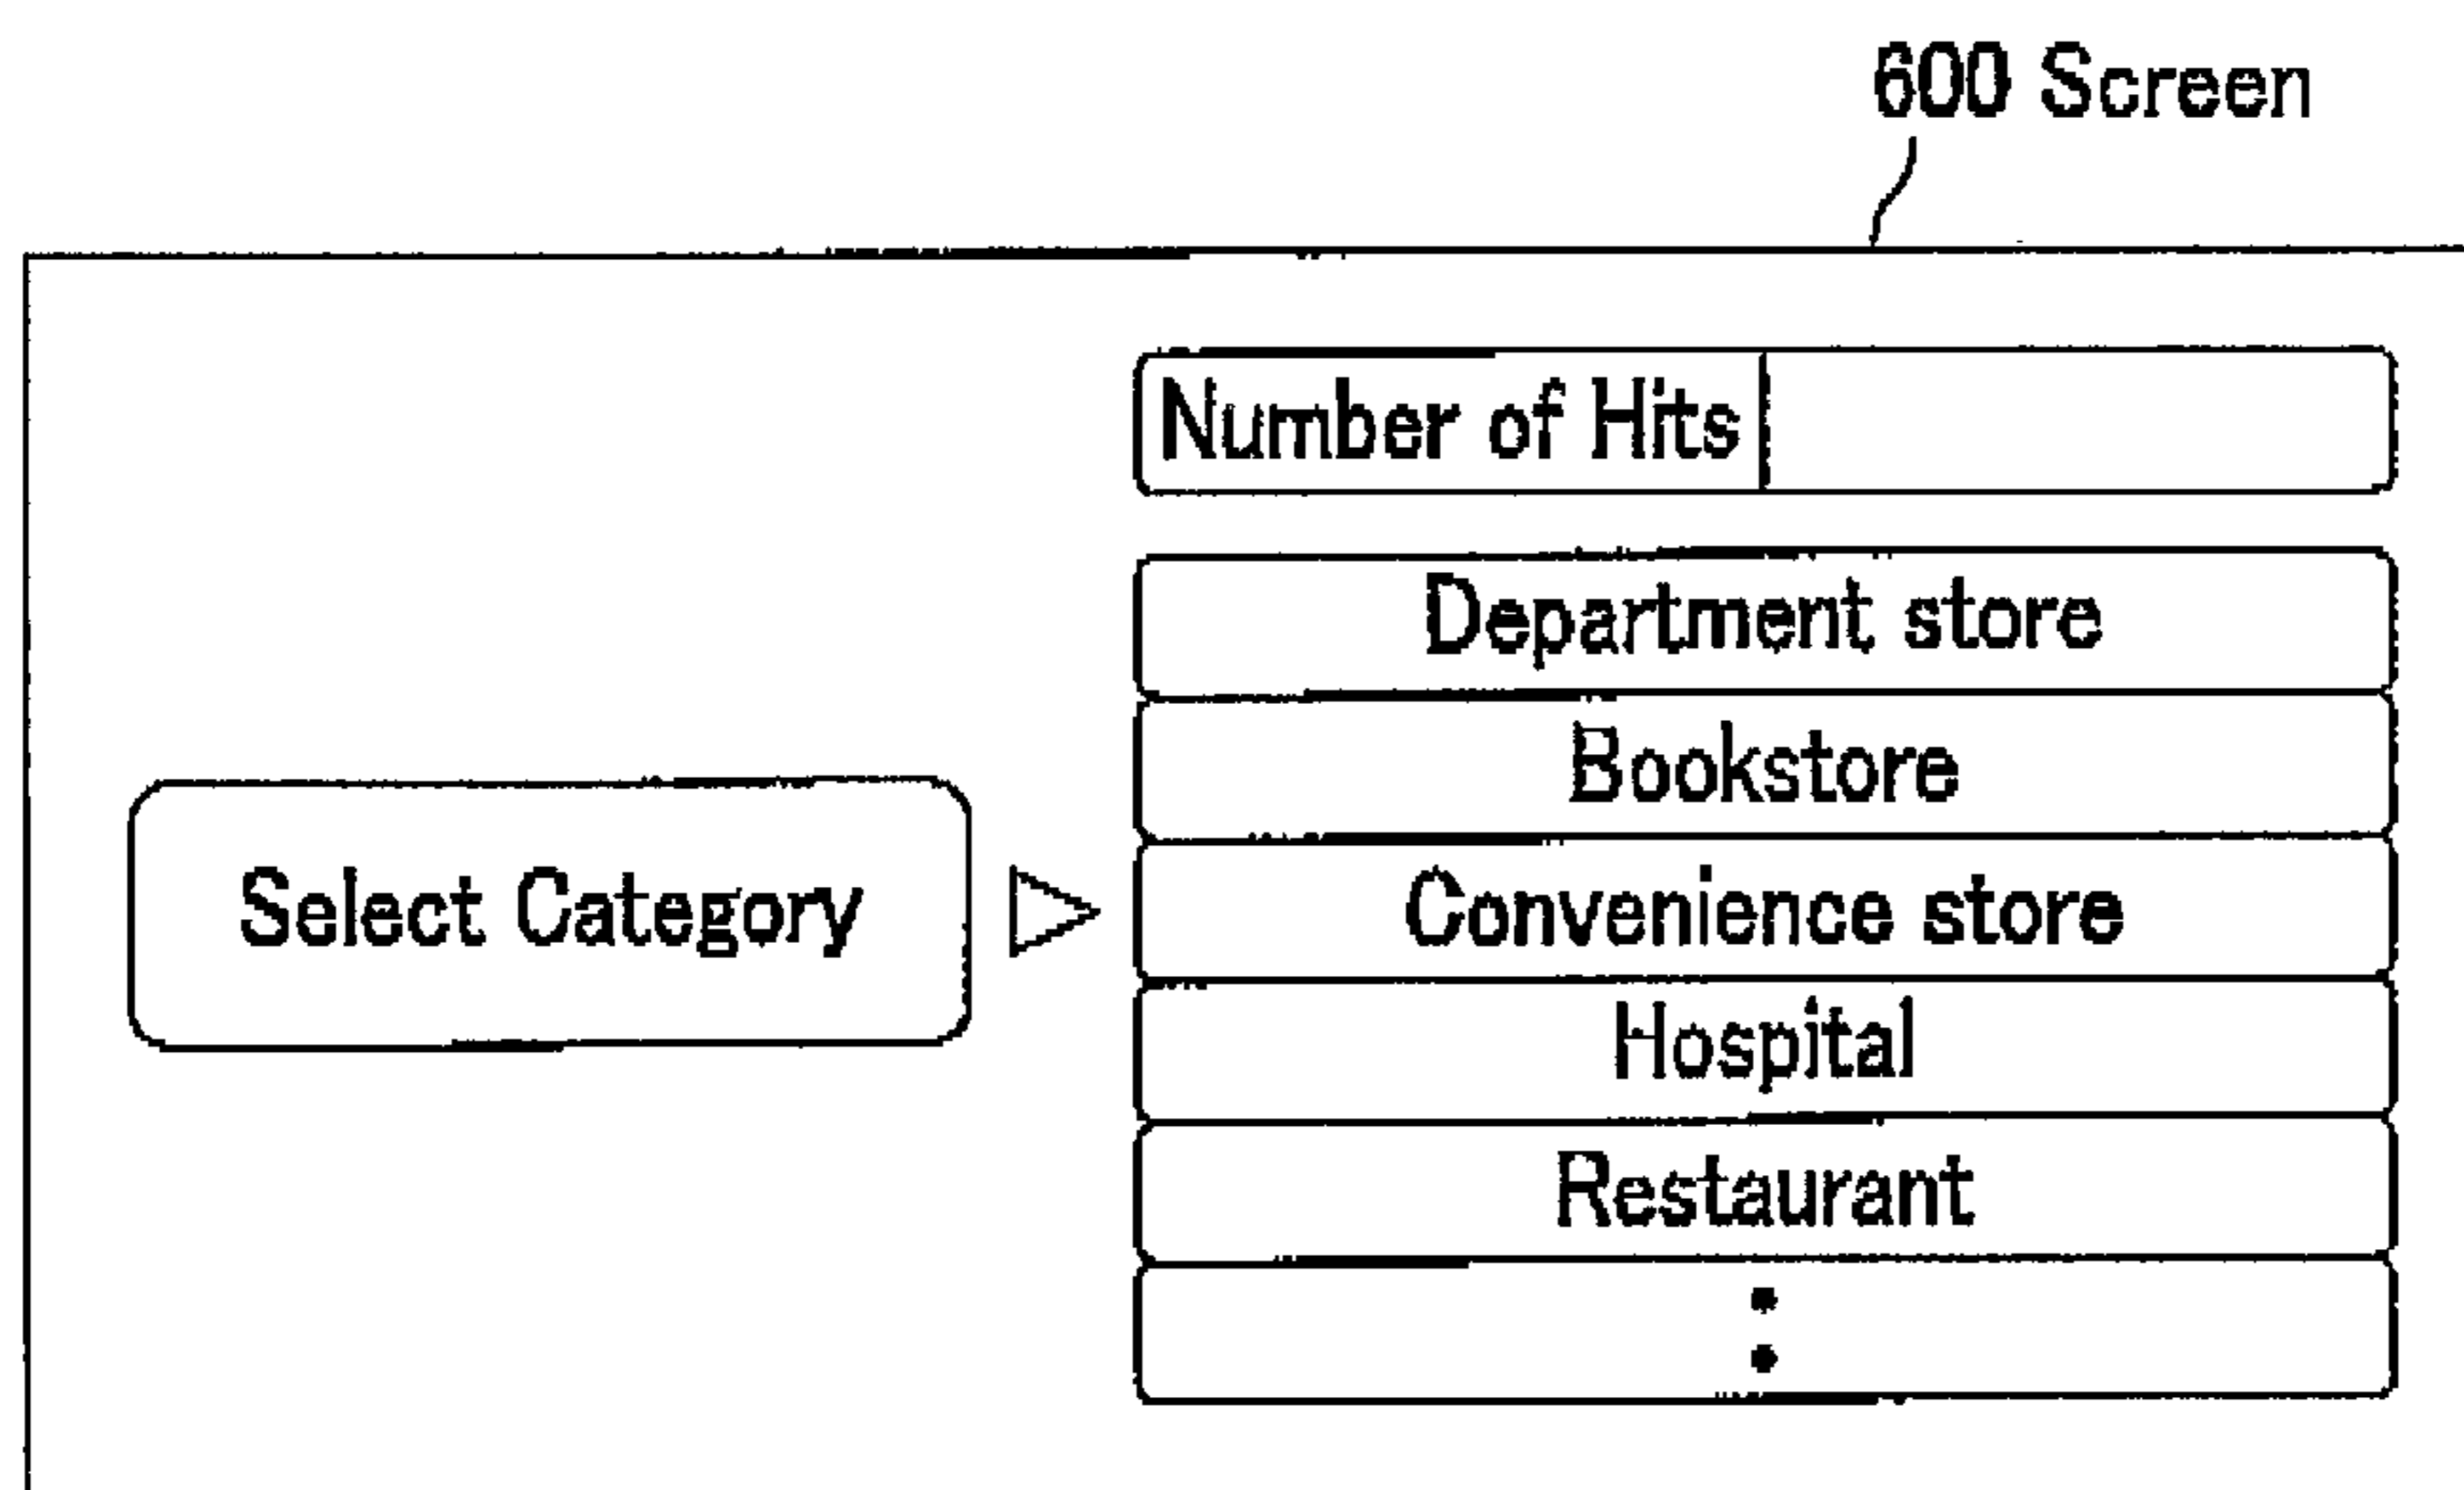 600 Screen
Number of Hits
Department store
Bookstore
Select Category
Convenience store
Hospital
Restaurant